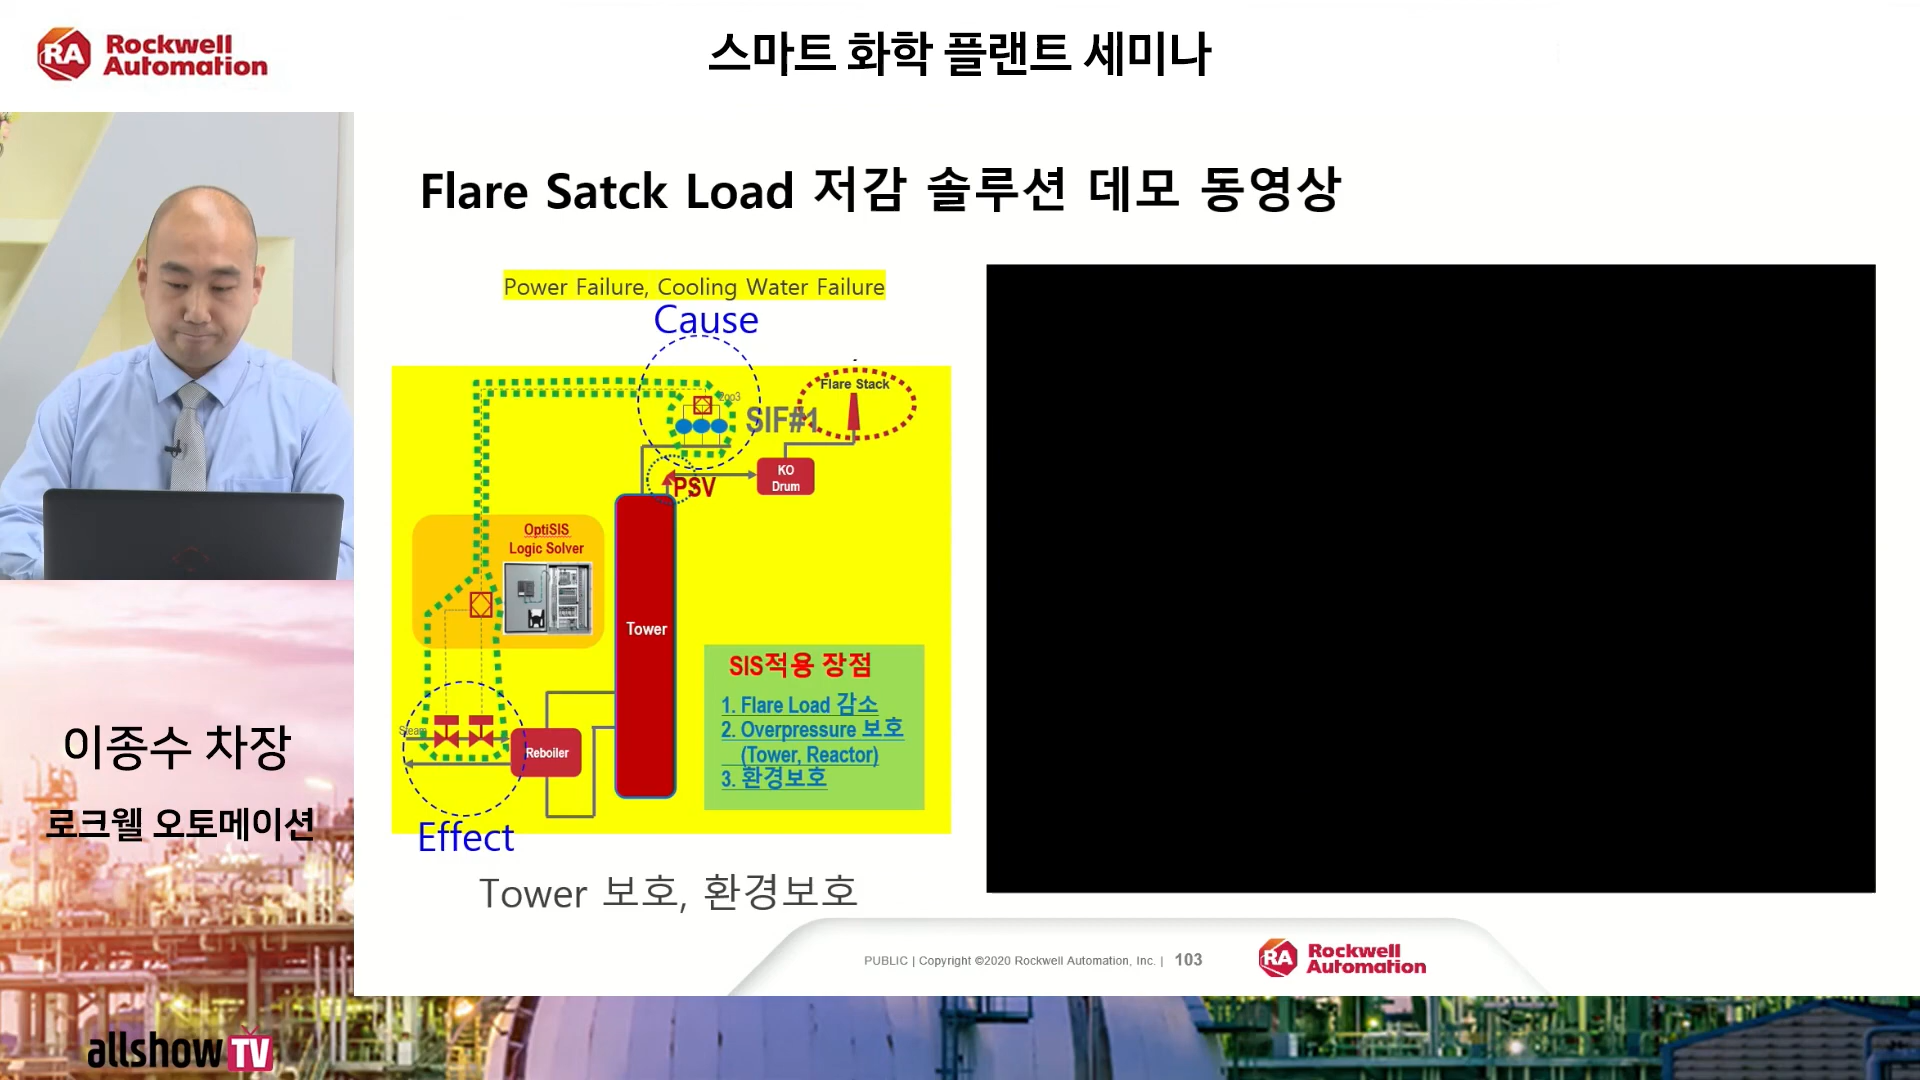 Rockwell
Automation
스마트 화학 플랜트 세미나
Flare Satck Load 저감 솔루션 데모 동영상
Power Failure, Cooling Water Failure
Cause
Flare Stack
2oo3
SIF#1
KO
Drum
PSV
OptiSIS
Logic Solver
Tower
SIS적용 장점
1. Flare Load 감소
2. Overpressure 보호
(Tower, Reactor)
3. 환경보호
Steam
Reboiler
Effect
Tower 보호, 환경보호
이종수 차장
로크웰 오토메이션
PUBLIC | Copyright ©2020 Rockwell Automation, Inc. | 103
RA Rockwell
Automation
allshow TV